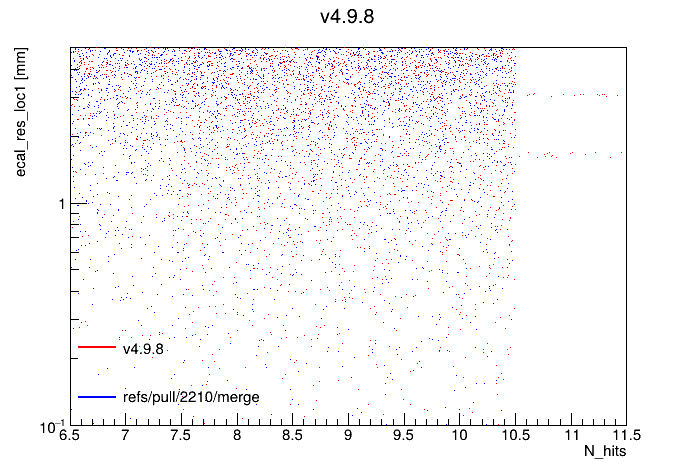 v4.9.8
ecal_res_loc1 [mm]
1
10⁻¹
v4.9.8
refs/pull/2210/merge
6.5 7 7.5 8 8.5 9 9.5 10 10.5 11 11.5
N_hits